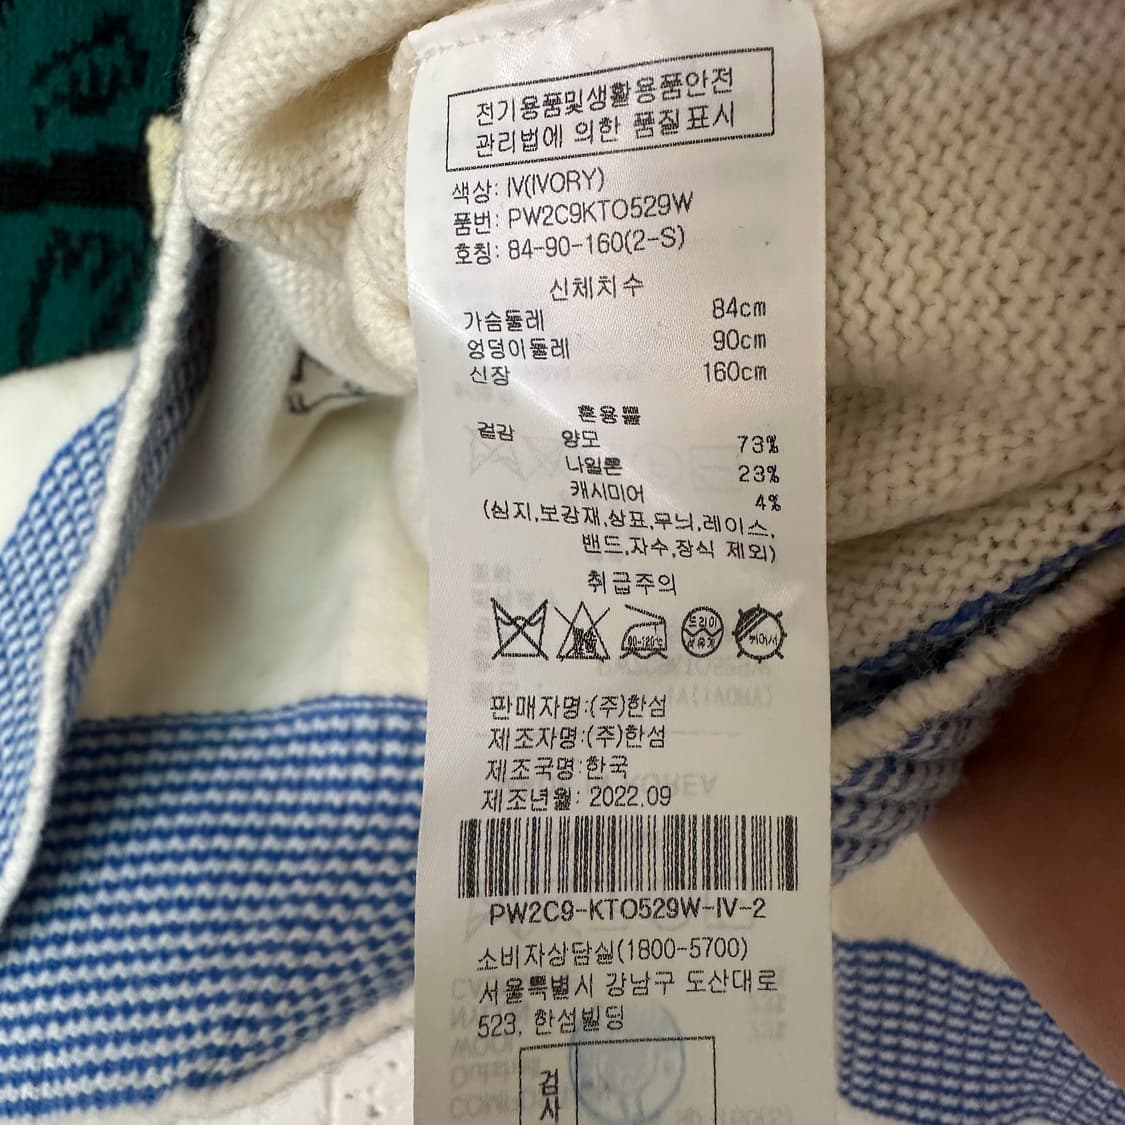 전기용품및생활용품안전
관리법에 의한 품질표시
색상: IV(IVORY)
품번: PW2C9KTO529W
호칭: 84-90-160(2-S)
신체치수
가슴둘레 84cm
엉덩이둘레 90cm
신장 160cm
혼용률
겉감 양모 73%
나일론 23%
캐시미어 4%
(심지,보강재,상표,무늬,레이스,
밴드,자수,장식 제외)
취급주의
80-120℃ 드라이
판매자명:(주)한섬
제조자명:(주)한섬
제조국명:한국
제조년월: 2022.09
PW2C9-KTO529W-IV-2
소비자상담실(1800-5700)
서울특별시 강남구 도산대로
523, 한섬빌딩
검사